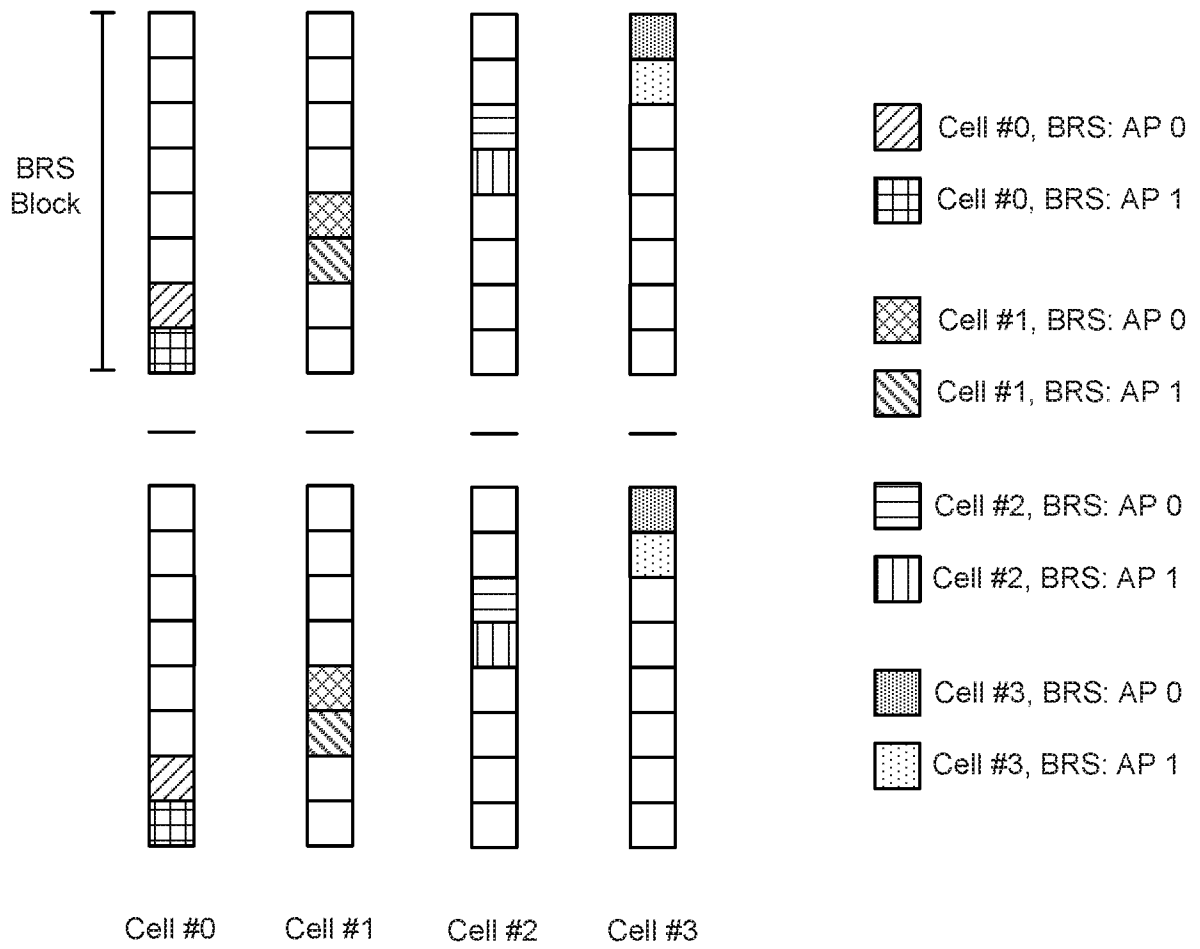 BRS
Block
Cell #0, BRS: AP 0
Cell #0, BRS: AP 1
Cell #1, BRS: AP 0
Cell #1, BRS: AP 1
Cell #2, BRS: AP 0
Cell #2, BRS: AP 1
Cell #3, BRS: AP 0
Cell #3, BRS: AP 1
Cell #0 Cell #1 Cell #2 Cell #3